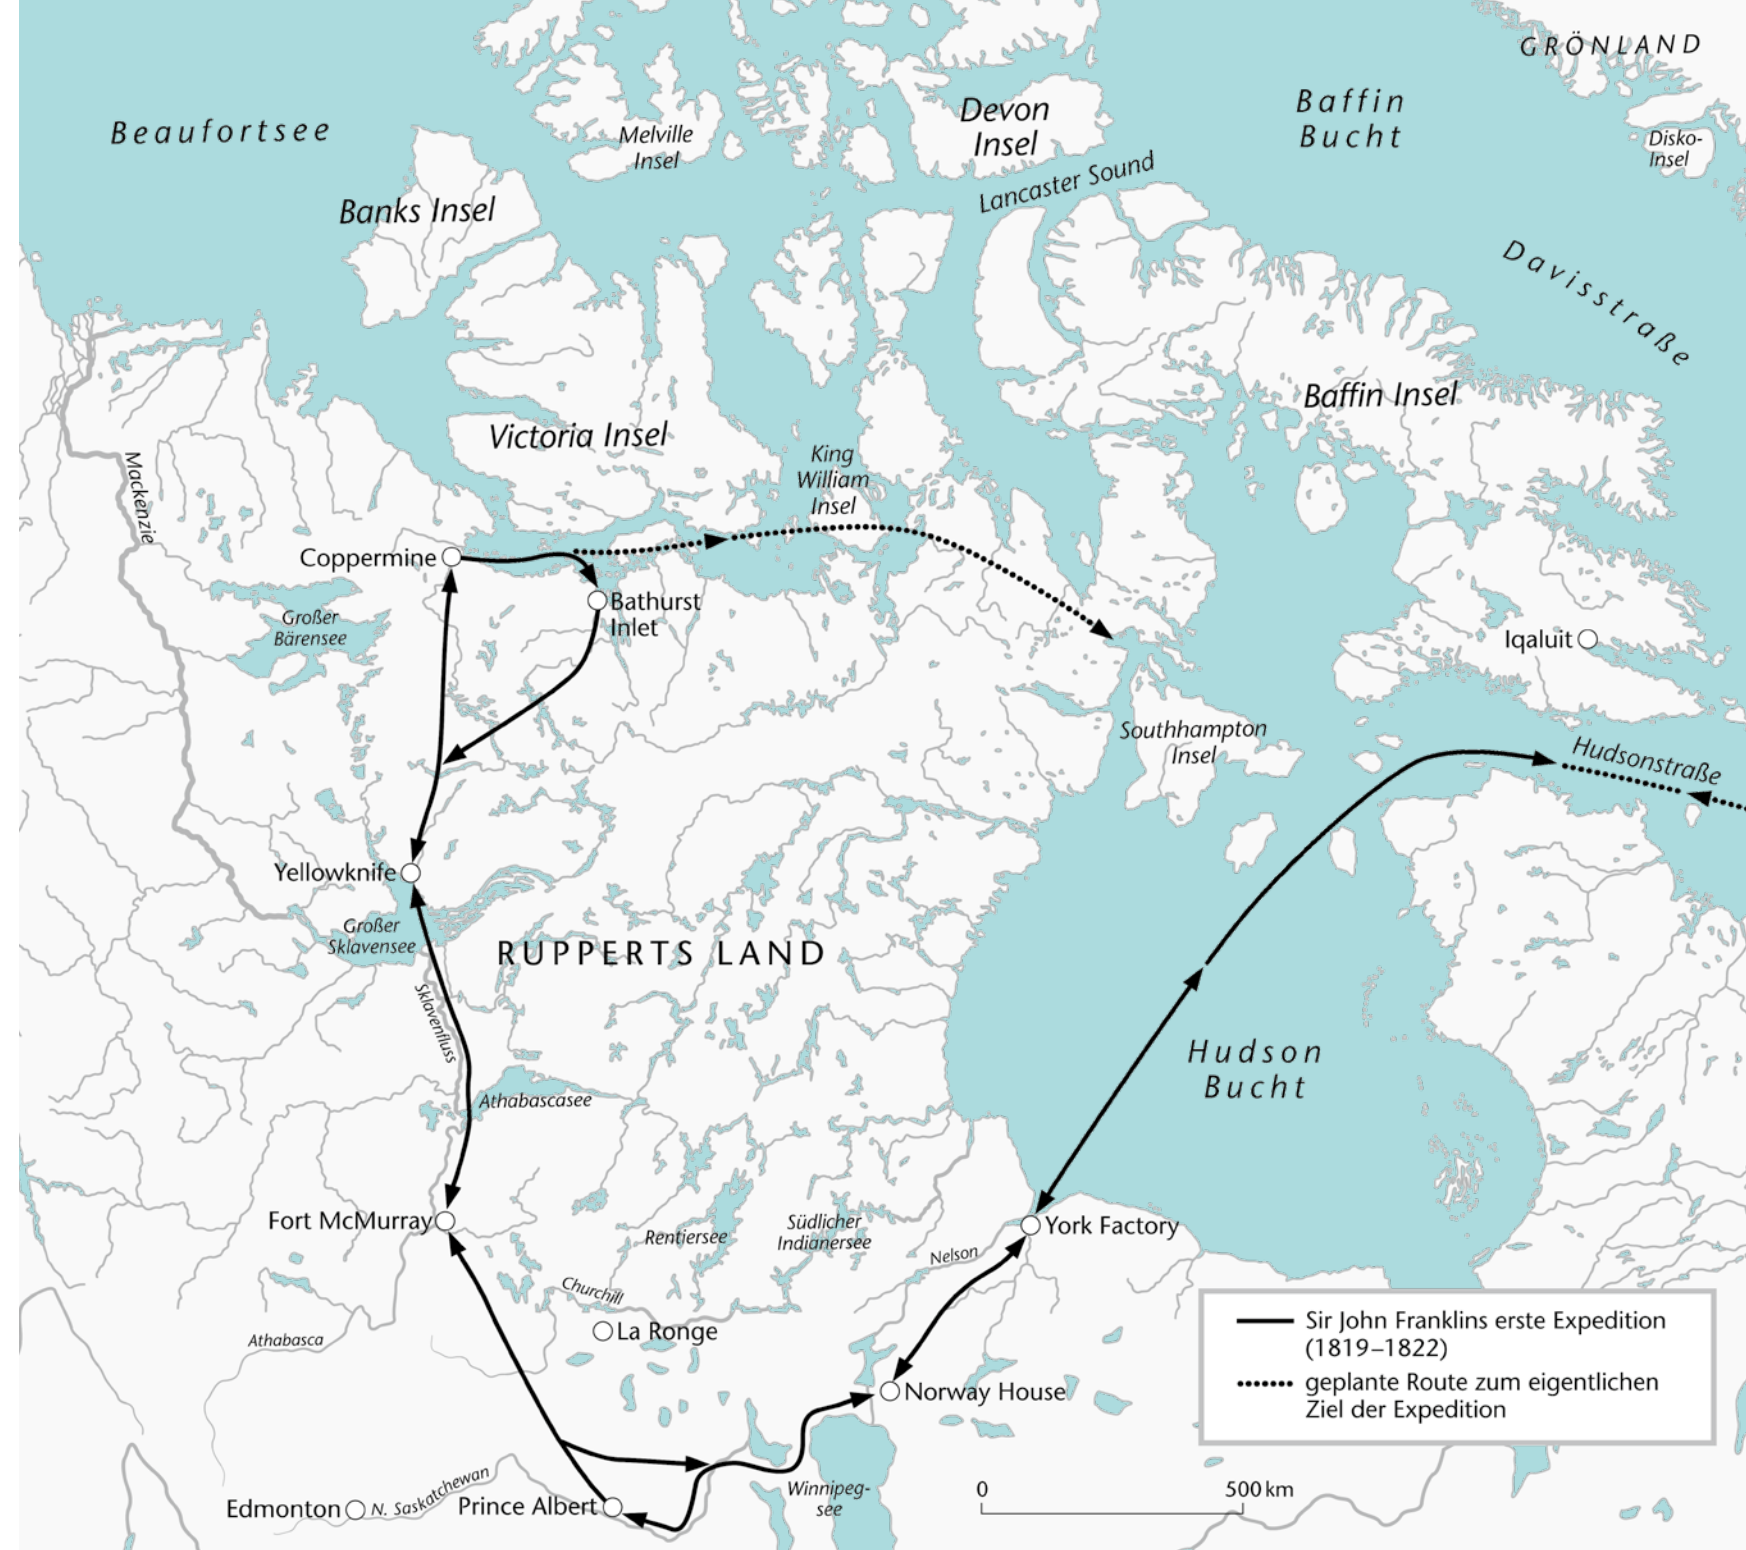 GRÖNLAND
Baffin
Bucht
Devon
Insel
Beaufortsee
Melville
Insel
Disko-
Insel
Lancaster Sound
Banks Insel
Davisstraße
Baffin Insel
Victoria Insel
King
William
Insel
Mackenzie
Coppermine
Bathurst
Inlet
Großer
Bärensee
Iqaluit
Southhampton
Insel
Hudsonstraße
Yellowknife
Großer
Sklavensee
RUPPERTS LAND
Sklavenfluss
Hudson
Bucht
Athabascasee
Fort McMurray
Rentiersee
Südlicher
Indianersee
York Factory
Nelson
Churchill
La Ronge
Athabasca
Norway House
Sir John Franklins erste Expedition
(1819–1822)
geplante Route zum eigentlichen
Ziel der Expedition
Winnipeg-
see
0 500 km
Edmonton
N. Saskatchewan
Prince Albert